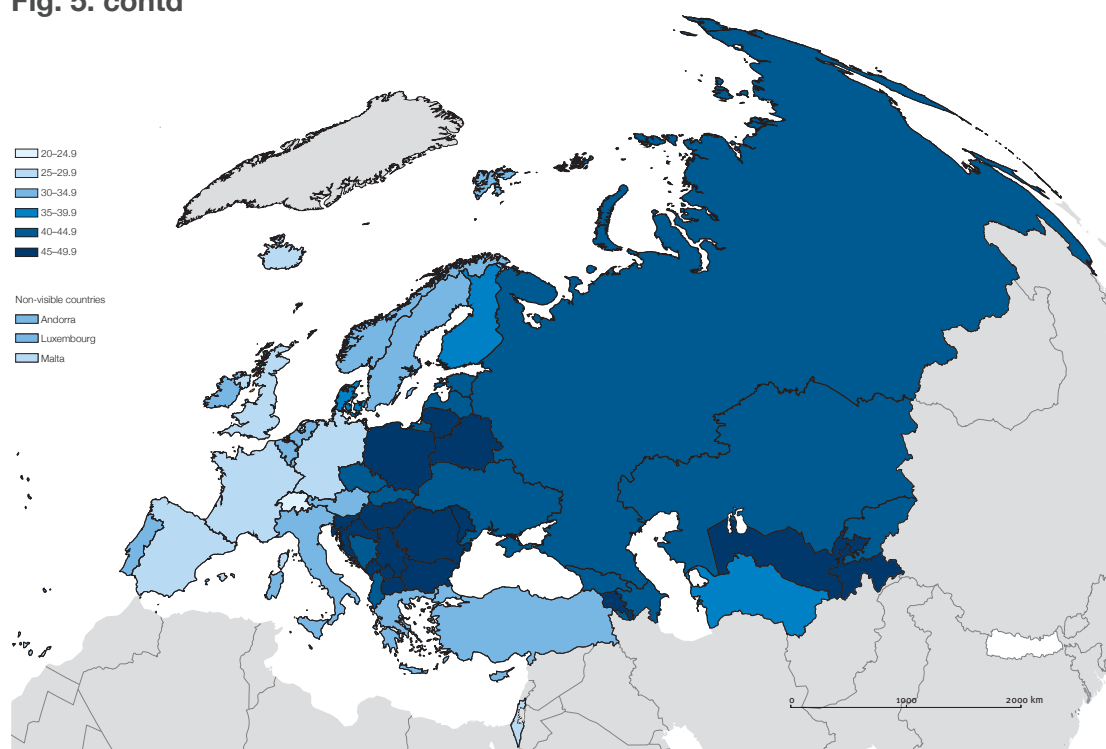 Fig. 5. contd
20–24.9
25–29.9
30–34.9
35–39.9
40–44.9
45–49.9
Non-visible countries
Andorra
Luxembourg
Malta
0 1000 2000 km